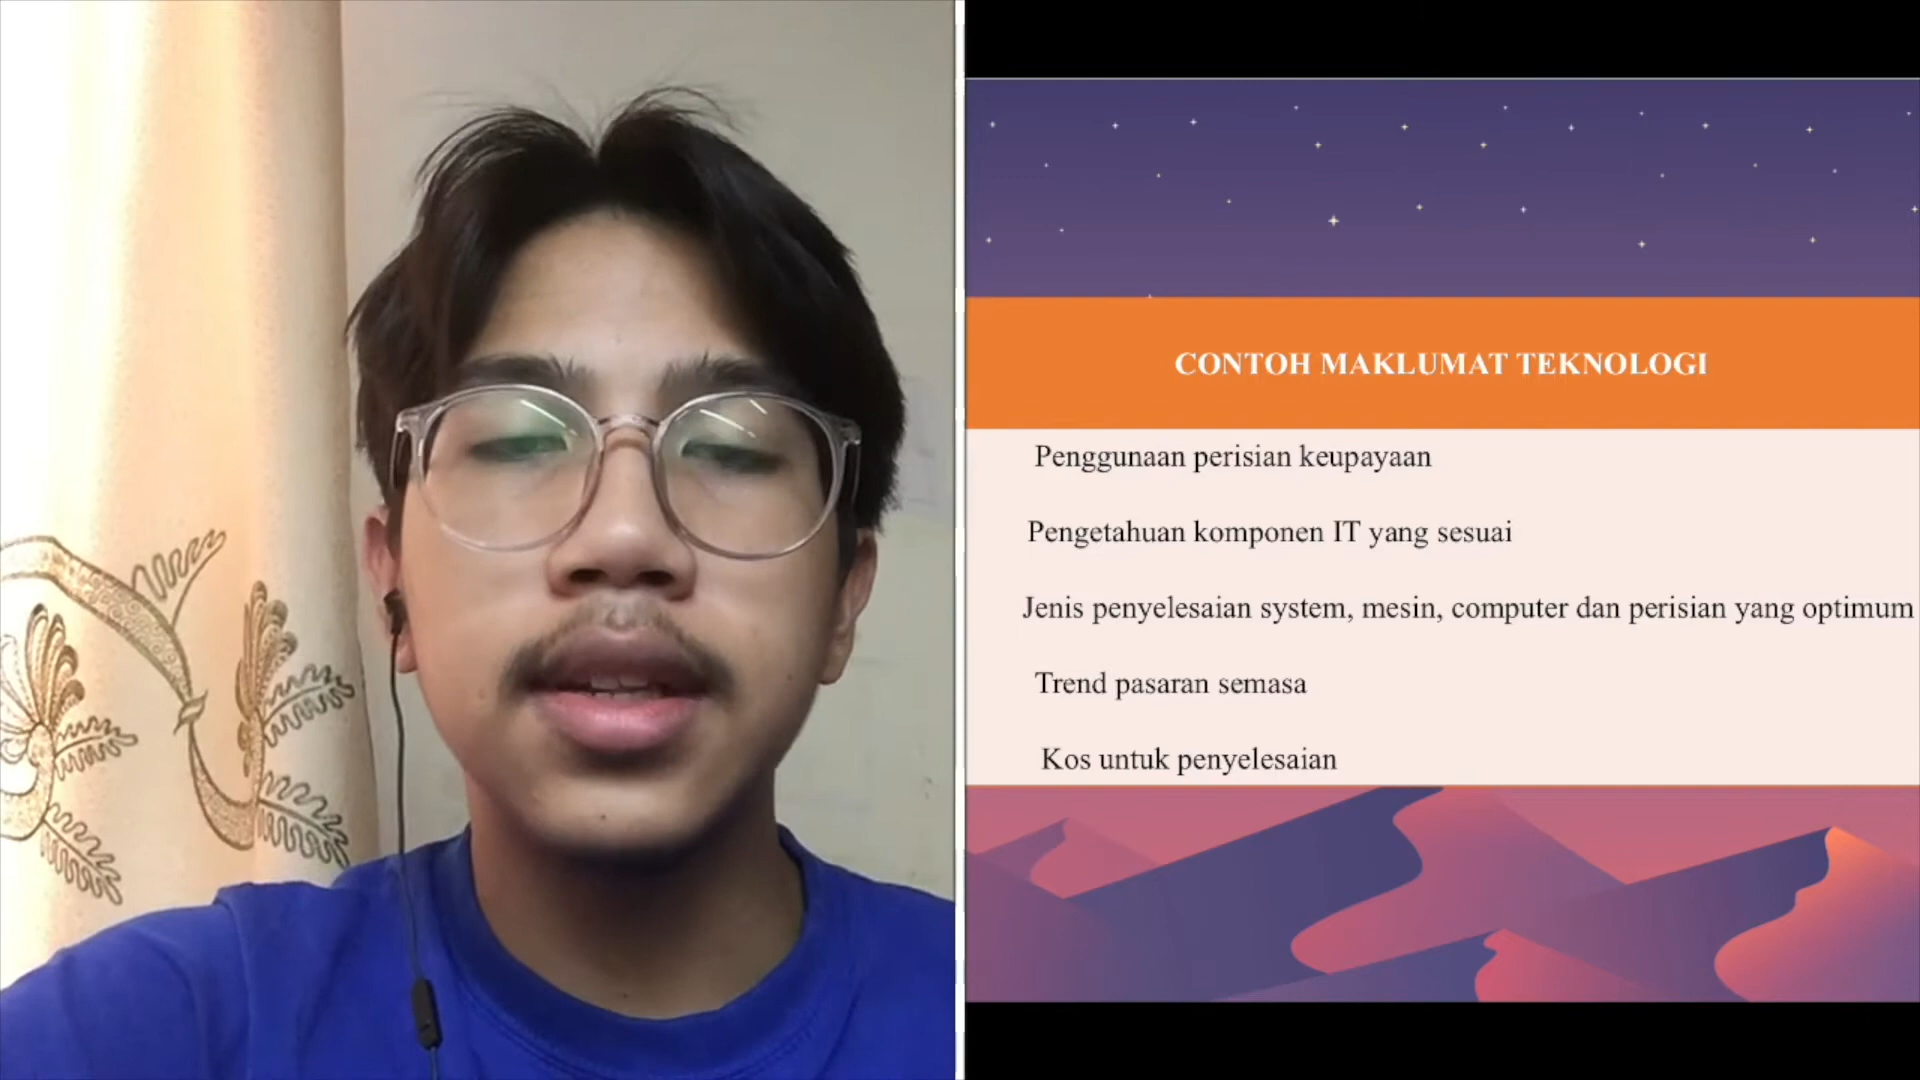 CONTOH MAKLUMAT TEKNOLOGI
Penggunaan perisian keupayaan
Pengetahuan komponen IT yang sesuai
Jenis penyelesaian system, mesin, computer dan perisian yang optimum
Trend pasaran semasa
Kos untuk penyelesaian